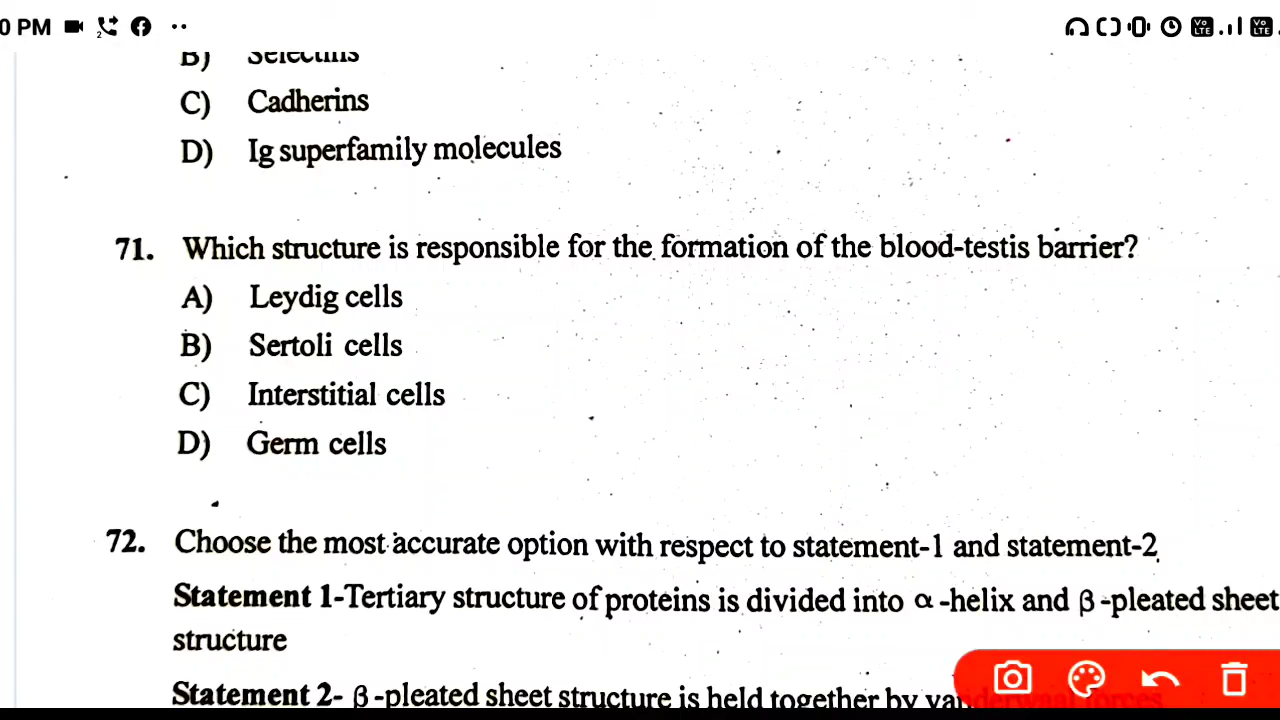 0 PM
B) Selectins
C) Cadherins
D) Ig superfamily molecules
71. Which structure is responsible for the formation of the blood-testis barrier?
A) Leydig cells
B) Sertoli cells
C) Interstitial cells
D) Germ cells
72. Choose the most accurate option with respect to statement-1 and statement-2
Statement 1-Tertiary structure of proteins is divided into α-helix and β-pleated sheet
structure
Statement 2- β-pleated sheet structure is held together by vanderwaal forces